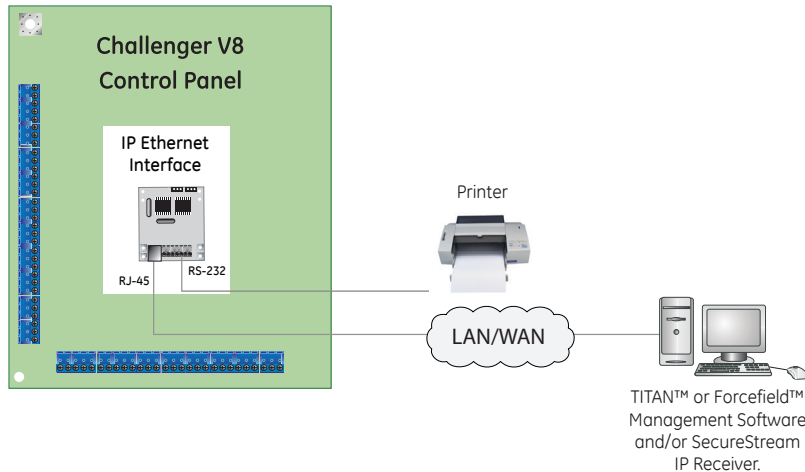 Challenger V8
Control Panel
IP Ethernet
Interface
RJ-45
RS-232
Printer
LAN/WAN
TITAN™ or Forcefield™
Management Software
and/or SecureStream
IP Receiver.